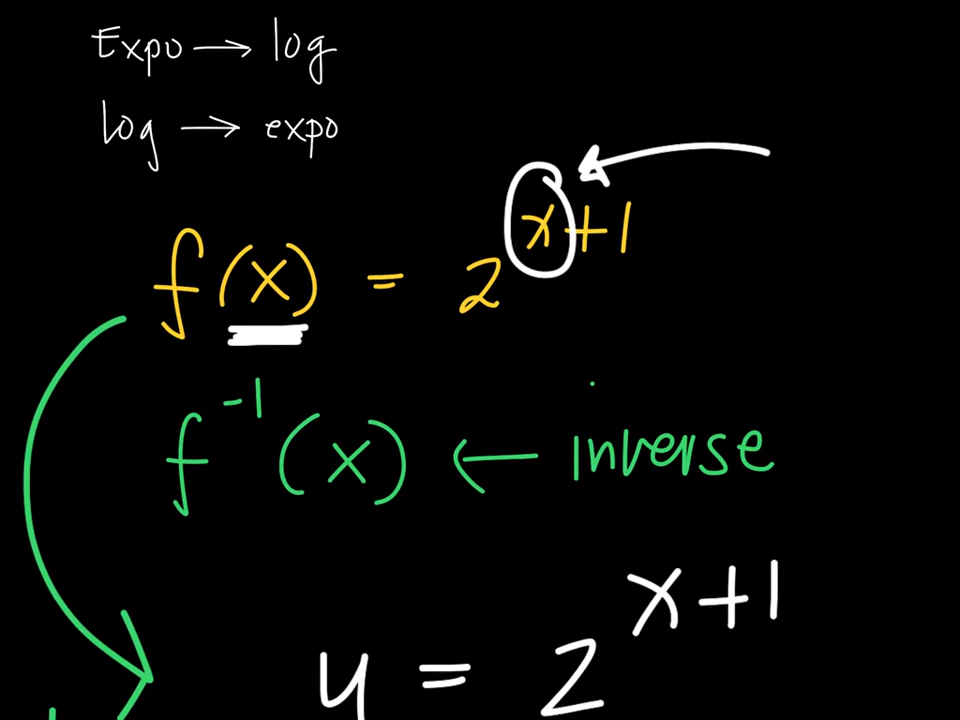 Expo → log
log → expo
f(x) = 2^{x+1}
f^{-1}(x) ← inverse
y = 2^{x+1}